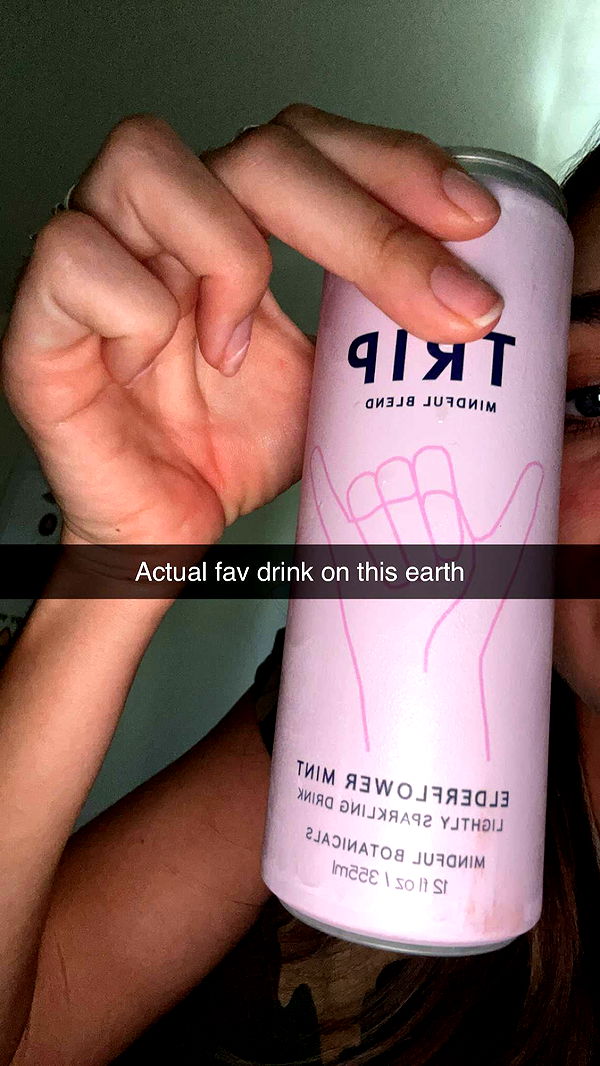 TRIP
MINDFUL BLEND
Actual fav drink on this earth
ELDERFLOWER MINT
LIGHTLY SPARKLING DRINK
MINDFUL BOTANICALS
12 fl oz / 355ml